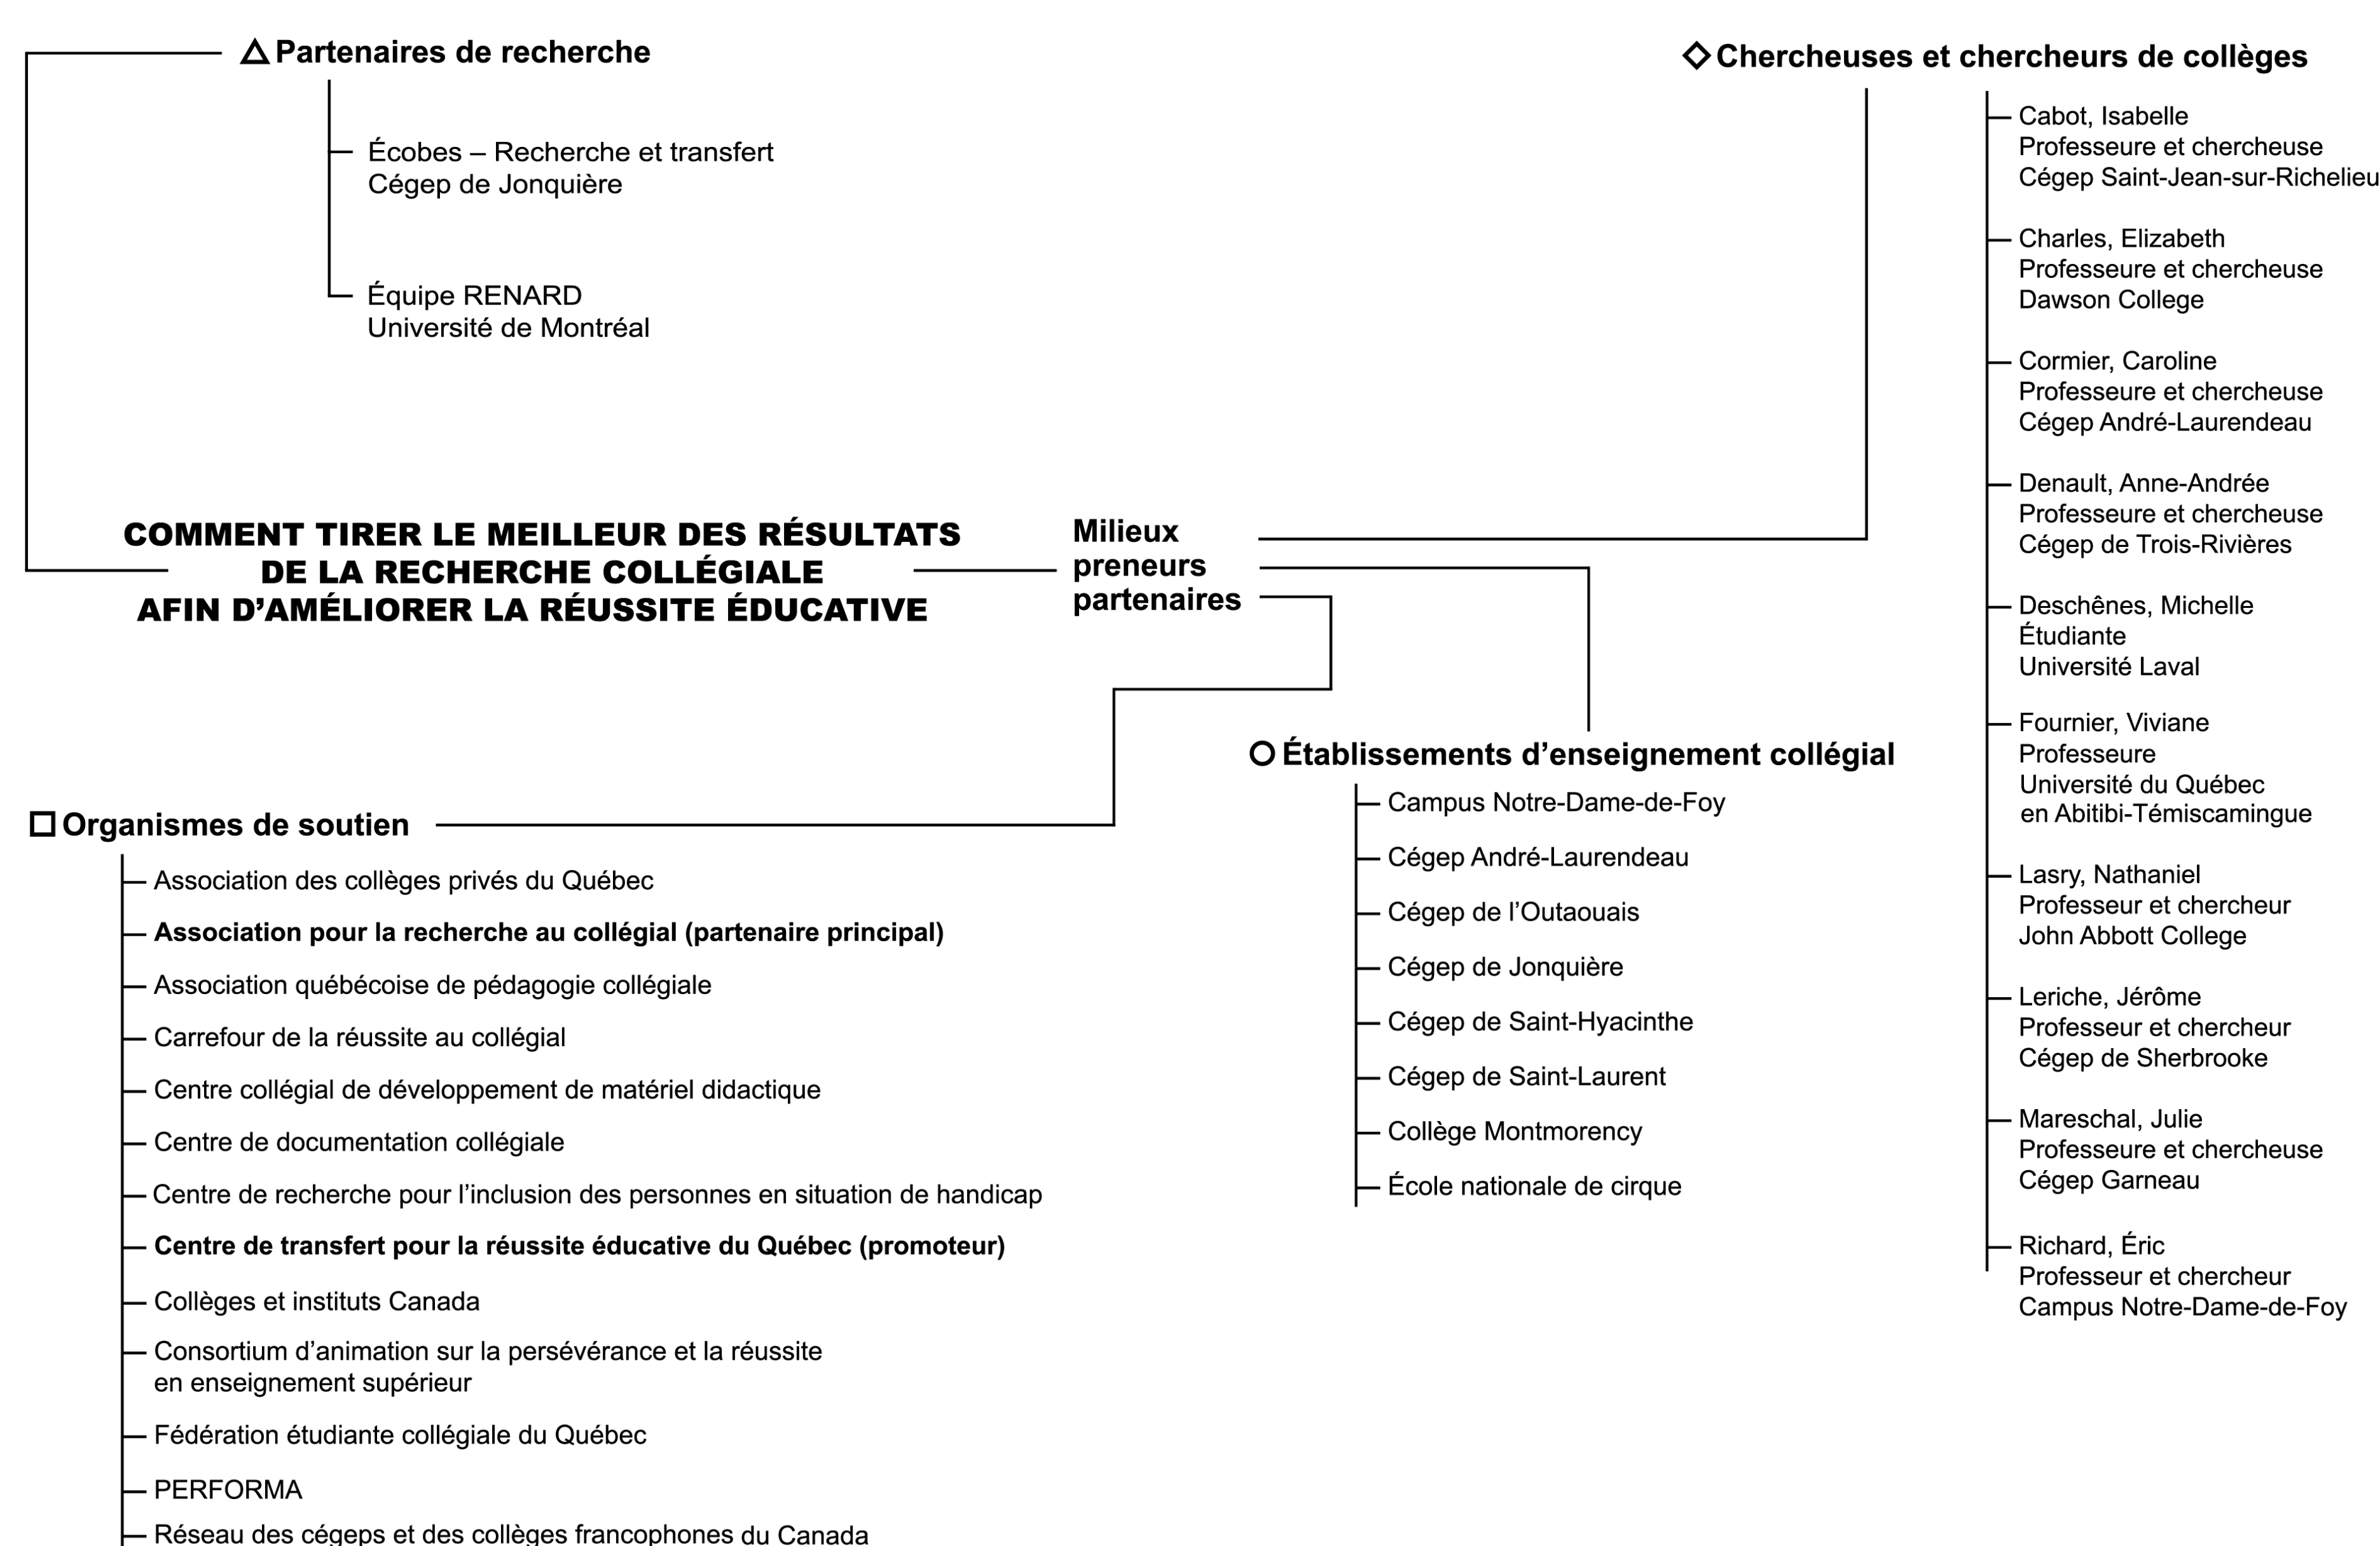 Partenaires de recherche
Écobes – Recherche et transfert
Cégep de Jonquière
Équipe RENARD
Université de Montréal
COMMENT TIRER LE MEILLEUR DES RÉSULTATS
DE LA RECHERCHE COLLÉGIALE
AFIN D’AMÉLIORER LA RÉUSSITE ÉDUCATIVE
Milieux
preneurs
partenaires
Organismes de soutien
Association des collèges privés du Québec
Association pour la recherche au collégial (partenaire principal)
Association québécoise de pédagogie collégiale
Carrefour de la réussite au collégial
Centre collégial de développement de matériel didactique
Centre de documentation collégiale
Centre de recherche pour l’inclusion des personnes en situation de handicap
Centre de transfert pour la réussite éducative du Québec (promoteur)
Collèges et instituts Canada
Consortium d’animation sur la persévérance et la réussite
en enseignement supérieur
Fédération étudiante collégiale du Québec
PERFORMA
Réseau des cégeps et des collèges francophones du Canada
Établissements d’enseignement collégial
Campus Notre-Dame-de-Foy
Cégep André-Laurendeau
Cégep de l’Outaouais
Cégep de Jonquière
Cégep de Saint-Hyacinthe
Cégep de Saint-Laurent
Collège Montmorency
École nationale de cirque
Chercheuses et chercheurs de collèges
Cabot, Isabelle
Professeure et chercheuse
Cégep Saint-Jean-sur-Richelieu
Charles, Elizabeth
Professeure et chercheuse
Dawson College
Cormier, Caroline
Professeure et chercheuse
Cégep André-Laurendeau
Denault, Anne-Andrée
Professeure et chercheuse
Cégep de Trois-Rivières
Deschênes, Michelle
Étudiante
Université Laval
Fournier, Viviane
Professeure
Université du Québec
en Abitibi-Témiscamingue
Lasry, Nathaniel
Professeur et chercheur
John Abbott College
Leriche, Jérôme
Professeur et chercheur
Cégep de Sherbrooke
Mareschal, Julie
Professeure et chercheuse
Cégep Garneau
Richard, Éric
Professeur et chercheur
Campus Notre-Dame-de-Foy